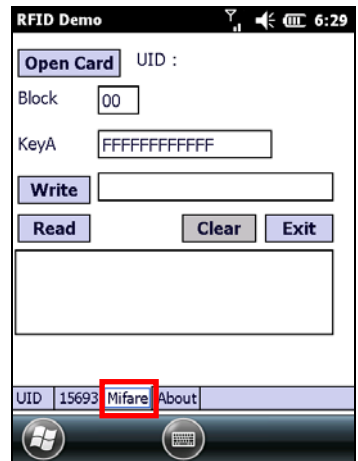 RFID Demo 6:29
Open Card UID :
Block 00
KeyA FFFFFFFFFFFF
Write
Read Clear Exit
UID 15693 Mifare About